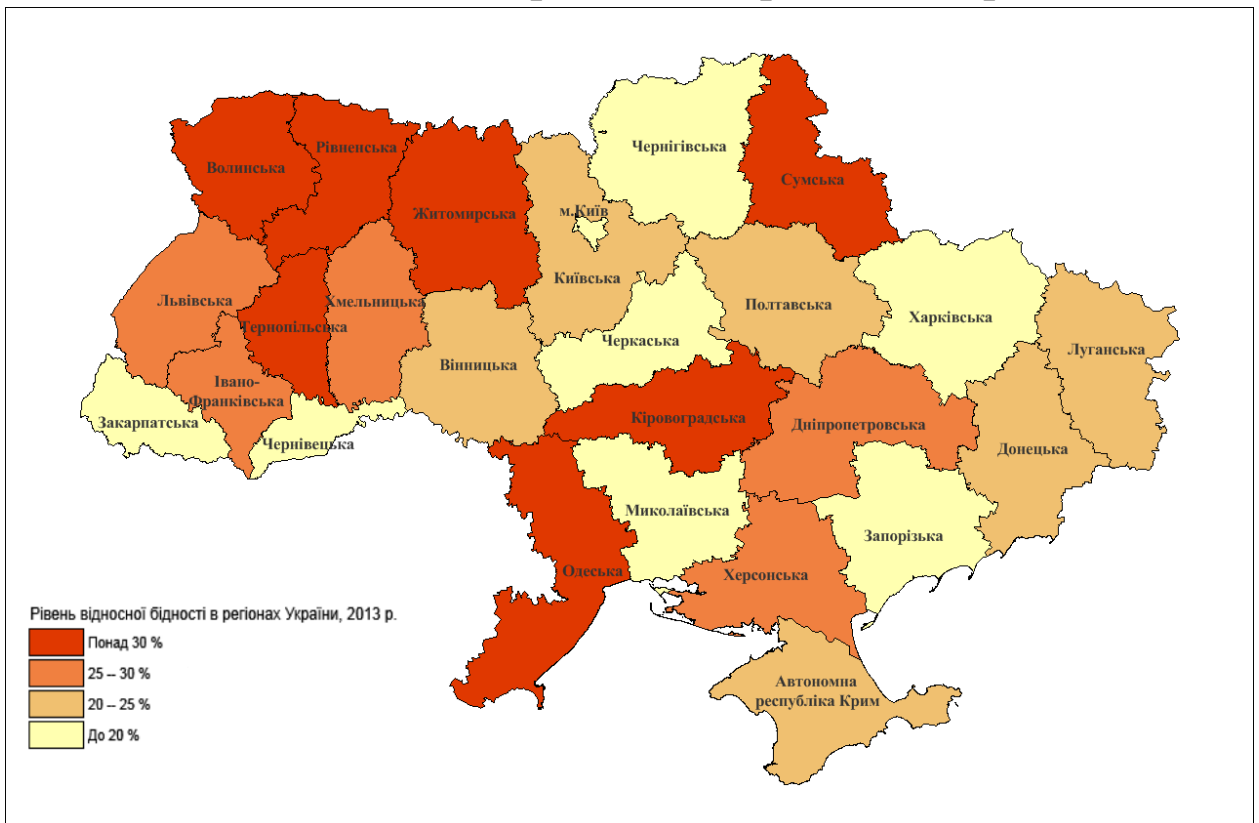 Чернігівська
Рівненська
Волинська
Сумська
Житомирська
м.Київ
Київська
Львівська
Хмельницька
Тернопільська
Полтавська
Харківська
Черкаська
Луганська
Вінницька
Івано-
Франківська
Закарпатська
Чернівецька
Кіровоградська
Дніпропетровська
Донецька
Миколаївська
Запорізька
Одеська
Херсонська
Автономна
республіка Крим
Рівень відносної бідності в регіонах України, 2013 р.
Понад 30 %
25 – 30 %
20 – 25 %
До 20 %